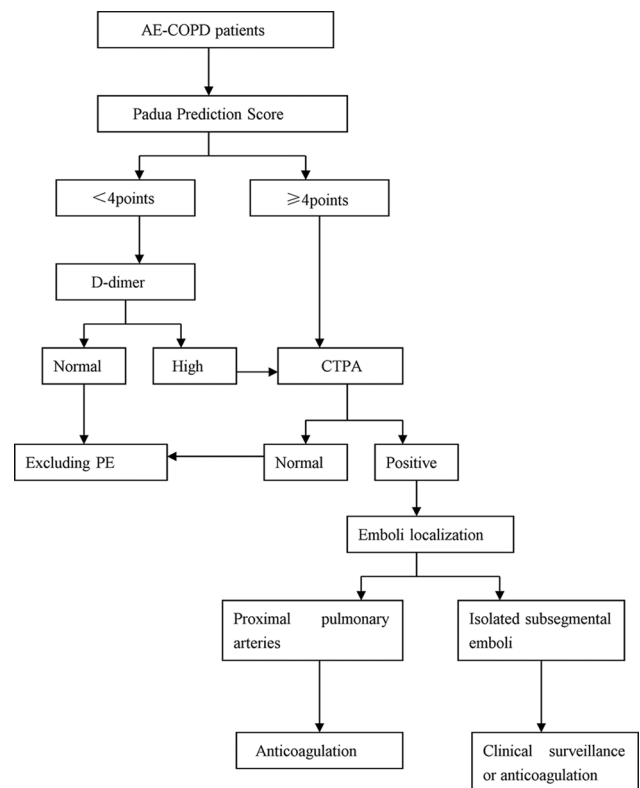 AE-COPD patients
Padua Prediction Score
<4points
≥4points
D-dimer
Normal
High
CTPA
Excluding PE
Normal
Positive
Emboli localization
Proximal pulmonary
arteries
Isolated subsegmental
emboli
Anticoagulation
Clinical surveillance
or anticoagulation